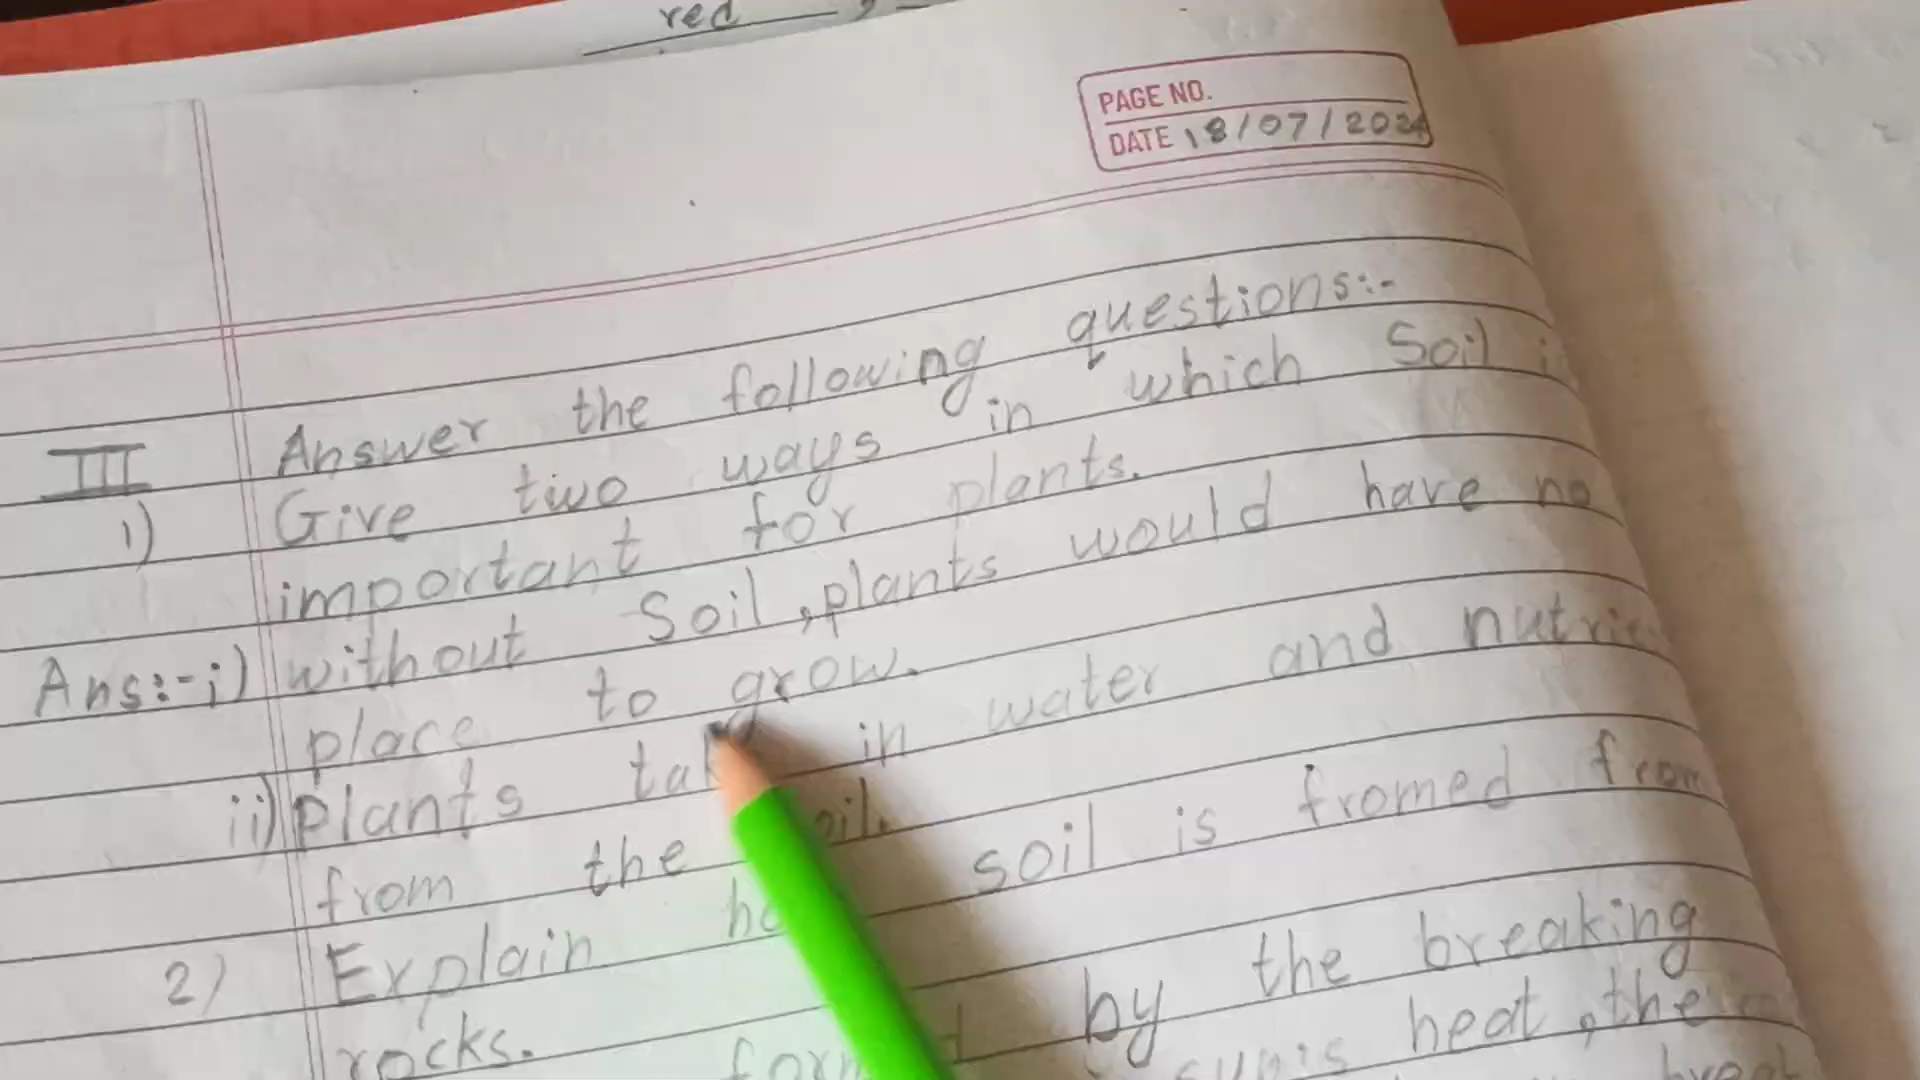 red
PAGE NO.
DATE 18/07/2024
III Answer the following questions:-
1) Give two ways in which Soil
important for plants.
Ans:-i) without Soil, plants would have no
place to grow.
ii) plants in water and
from the
2) Explain soil is fromed from
rocks.
by the breaking
heat, the